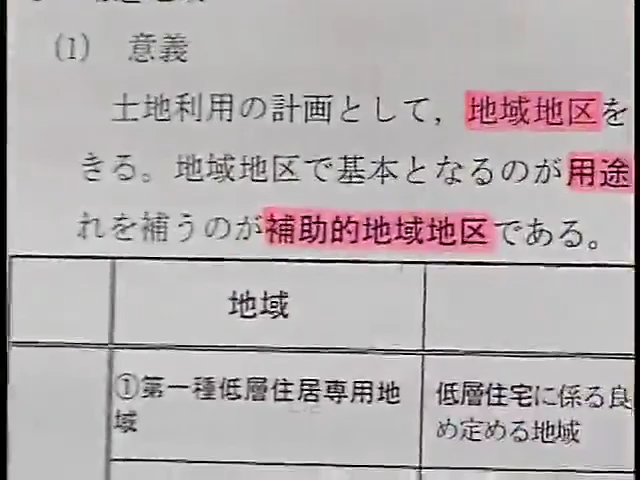 (1) 意義
土地利用の計画として，地域地区を
きる。地域地区で基本となるのが用途
れを補うのが補助的地域地区である。
地域
①第一種低層住居専用地
域
低層住宅に係る良
め定める地域